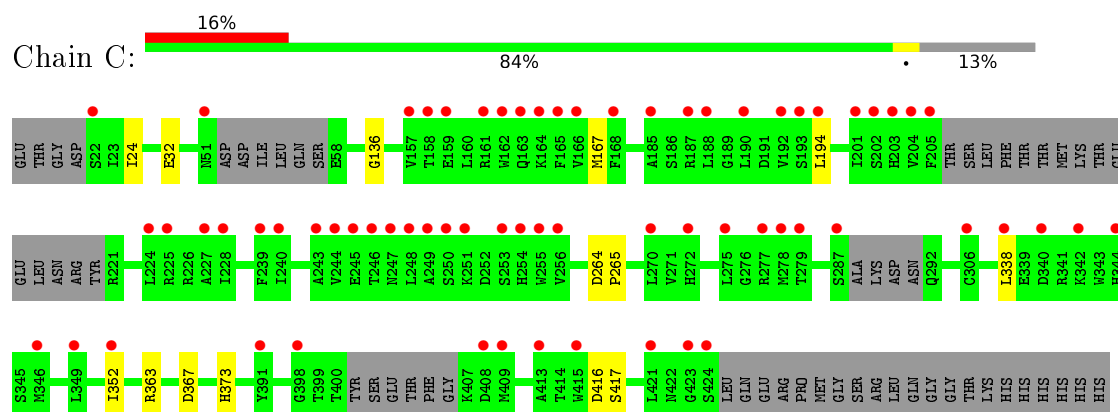 16%
Chain C:
84%
•
13%
GLU THR GLY ASP S22 I23 I24 E32 N51 ASP ASP ILE LEU GLN SER E58 G136 V157 T158 E159 L160 R161 W162 Q163 K164 F165 V166 M167 F168 A185 S186 R187 L188 G189 L190 D191 V192 S193 L194 I201 S202 H203 V204 F205 THR SER LEU PHE THR THR MET LYS THR GLU
GLU LEU ASN ARG TYR R221 L224 R225 R226 A227 I228 F239 I240 A243 V244 E245 T246 N247 L248 A249 S250 K251 D252 S253 H254 W255 V256 D264 P265 L270 V271 H272 L275 G276 R277 M278 T279 S287 ALA LYS ASP ASN Q292 C306 L338 E339 D340 R341 K342 W343 H344
S345 M346 L349 I352 R363 D367 H373 Y391 G398 T399 T400 TYR SER GLU THR PHE GLY K407 D408 M409 A413 T414 W415 D416 S417 L421 N422 G423 S424 LEU GLN GLU ARG PRO MET GLY SER ARG LEU GLN GLY GLY THR LYS HIS HIS HIS HIS HIS HIS